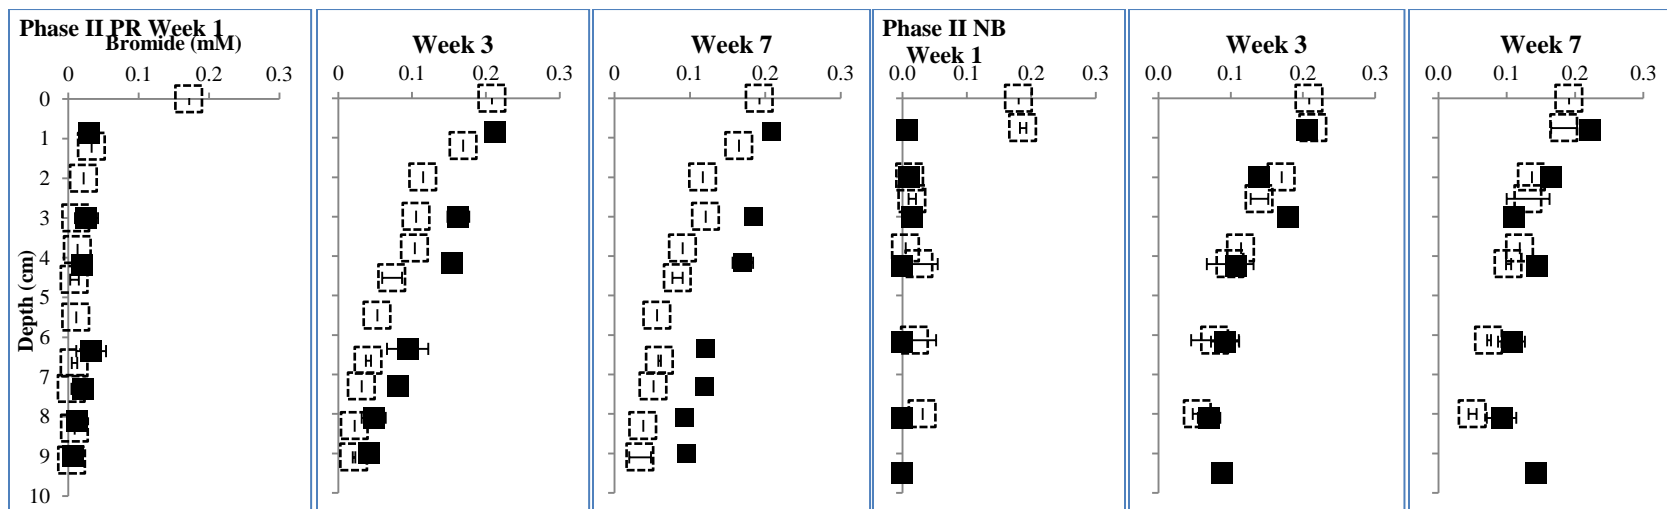 Phase II PR Week 1
Bromide (mM)
0 0.1 0.2 0.3
Week 3
0 0.1 0.2 0.3
Week 7
0 0.1 0.2 0.3
Phase II NB
Week 1
0.0 0.1 0.2 0.3
Week 3
0.0 0.1 0.2 0.3
Week 7
0.0 0.1 0.2 0.3
Depth (cm)
0
1
2
3
4
5
6
7
8
9
10